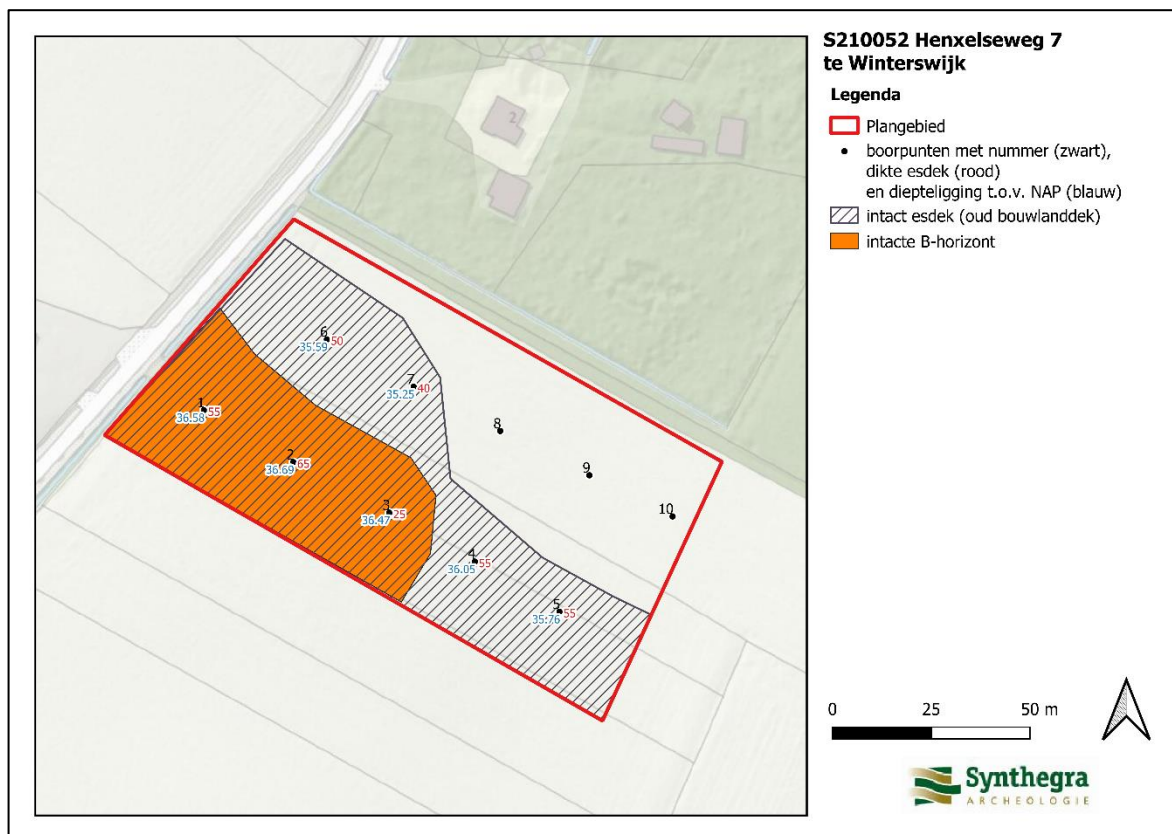 S210052 Henxelseweg 7
te Winterswijk
Legenda
Plangebied
boorpunten met nummer (zwart),
dikte esdek (rood)
en diepteligging t.o.v. NAP (blauw)
intact esdek (oud bouwlanddek)
intacte B-horizont
2
6
35.59 50
7
35.25 40
1
36.58 55
8
2
36.69 65
9
3
36.47 25
10
4
36.05 55
5
35.76 55
0 25 50 m
Synthegra
ARCHEOLOGIE